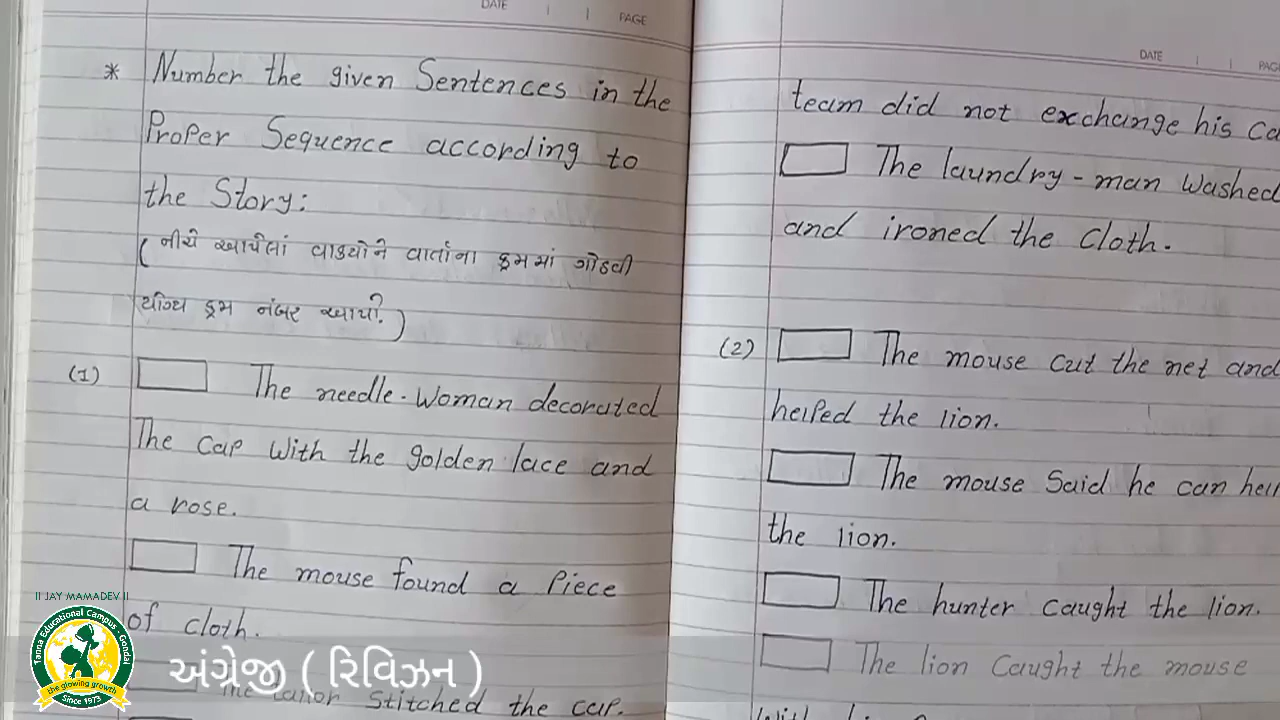 DATE | | PAGE
* Number the given Sentences in the
Proper Sequence according to
the Story:
(નીચે આપેલાં વાક્યોને વાર્તાના ક્રમમાં ગોઠવી
યોગ્ય ક્રમ નંબર આપો.)
(1) The needle-woman decorated
The cap with the golden lace and
a rose.
The mouse found a piece
of cloth.
The tailor stitched the cap.
DATE | | PAGE
team did not exchange his
The laundry-man washed
and ironed the cloth.
(2) The mouse cut the net and
helped the lion.
The mouse said he can
the lion.
The hunter caught the lion.
The lion caught the mouse
II JAY MAMADEV II
Tanna Educational Campus - Gondal
the glowing growth
Since 1973
અંગ્રેજી ( રિવિઝન )